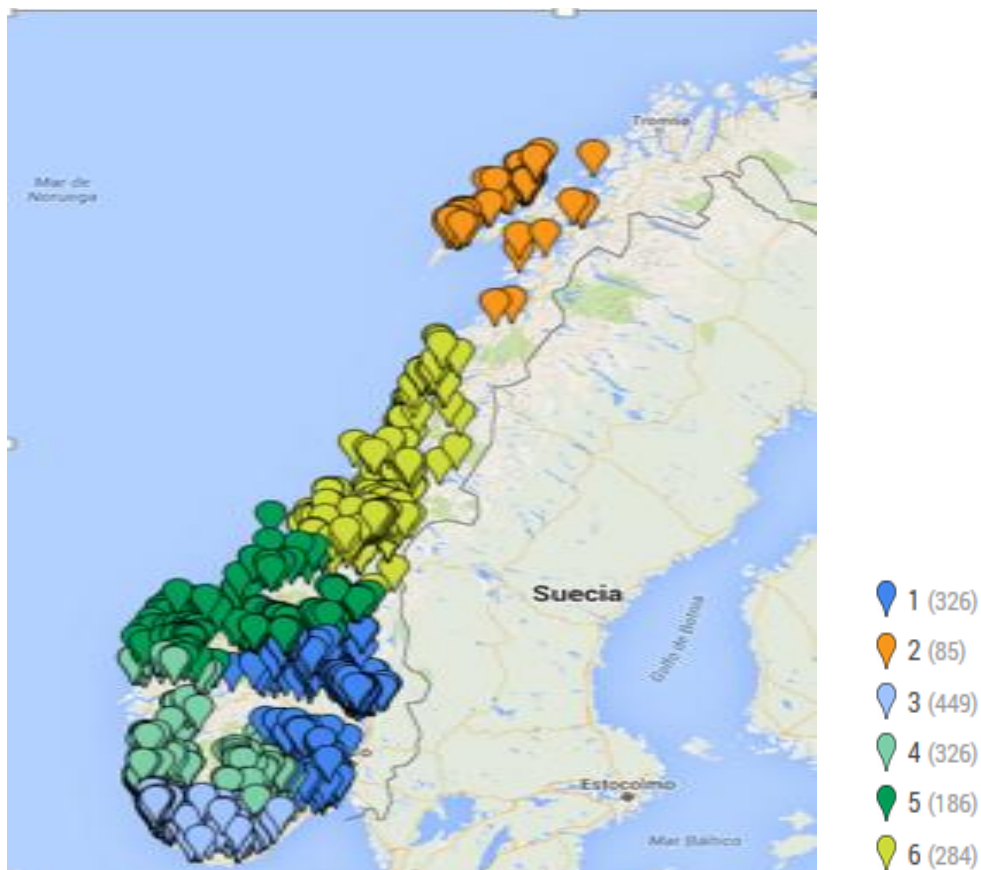 Tromsø
Mar de
Noruega
Suecia
Golfo de Botnia
Estocolmo
Mar Báltico
1 (326)
2 (85)
3 (449)
4 (326)
5 (186)
6 (284)